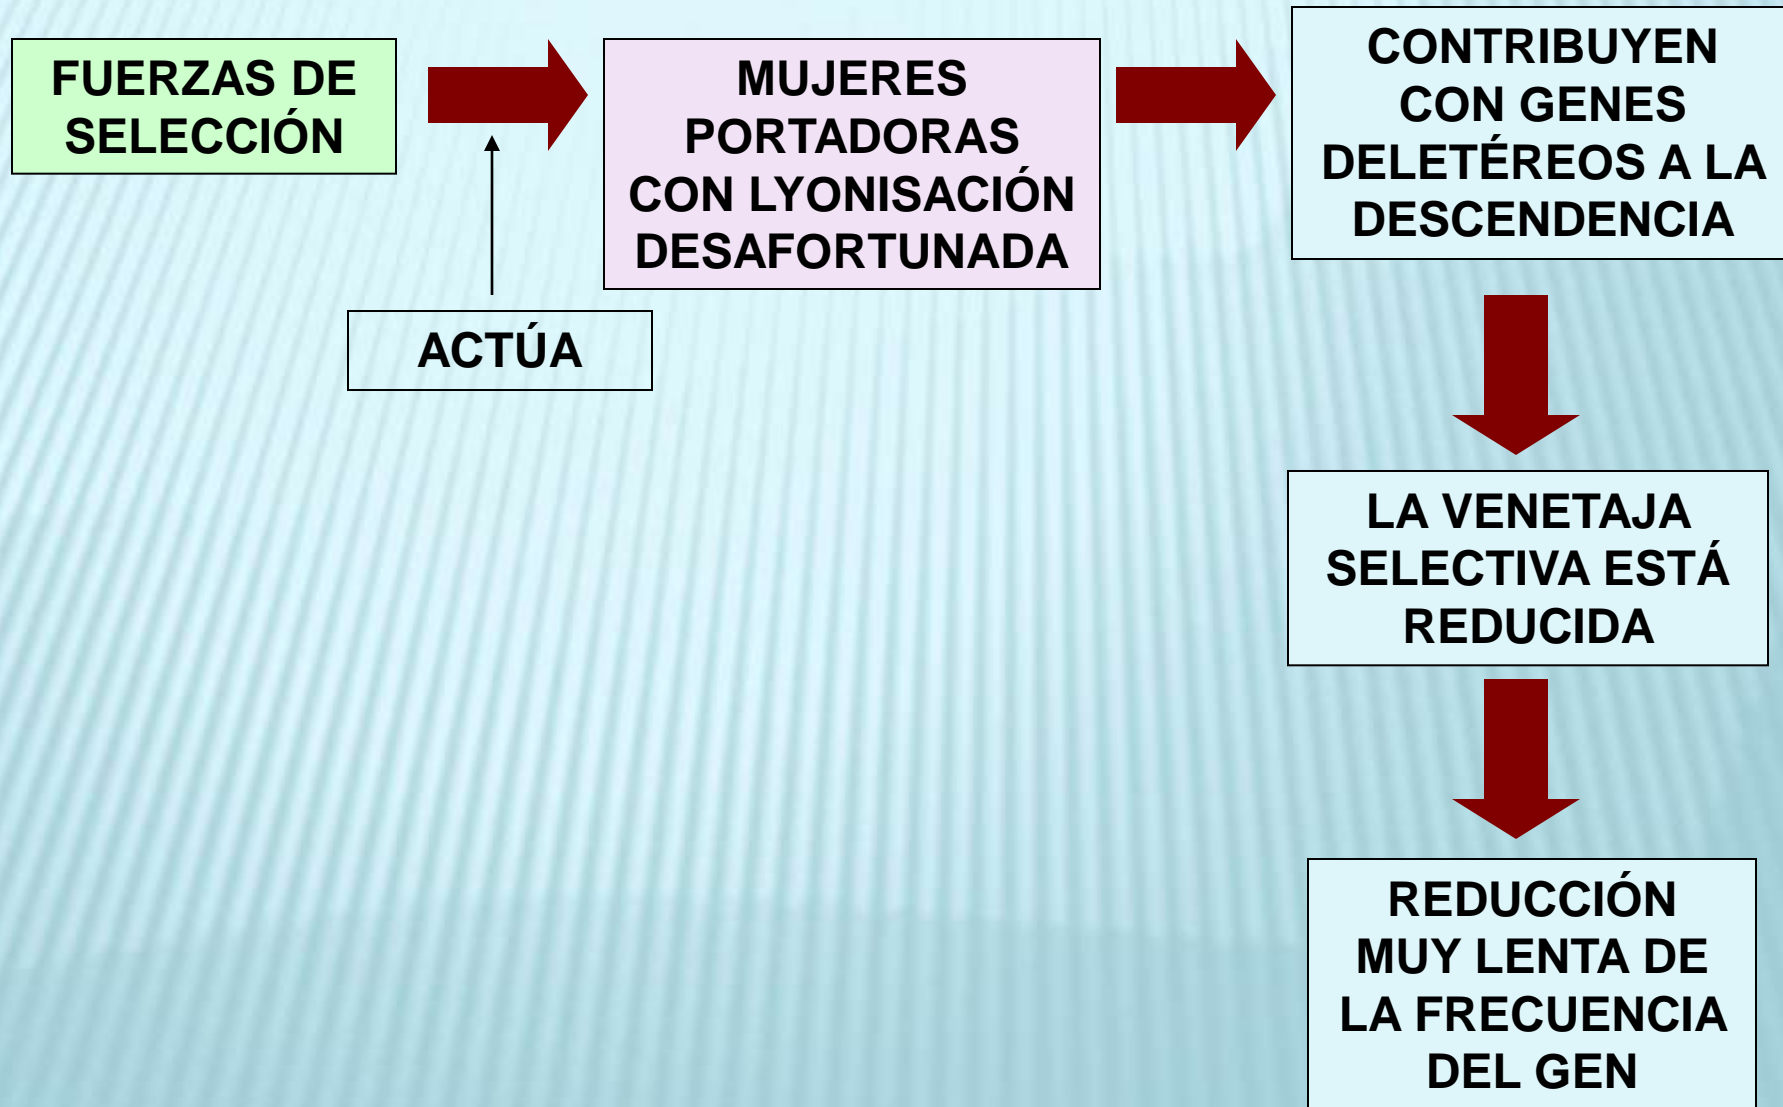 FUERZAS DE
SELECCIÓN
MUJERES
PORTADORAS
CON LYONISACIÓN
DESAFORTUNADA
CONTRIBUYEN
CON GENES
DELETÉREOS A LA
DESCENDENCIA
ACTÚA
LA VENETAJA
SELECTIVA ESTÁ
REDUCIDA
REDUCCIÓN
MUY LENTA DE
LA FRECUENCIA
DEL GEN